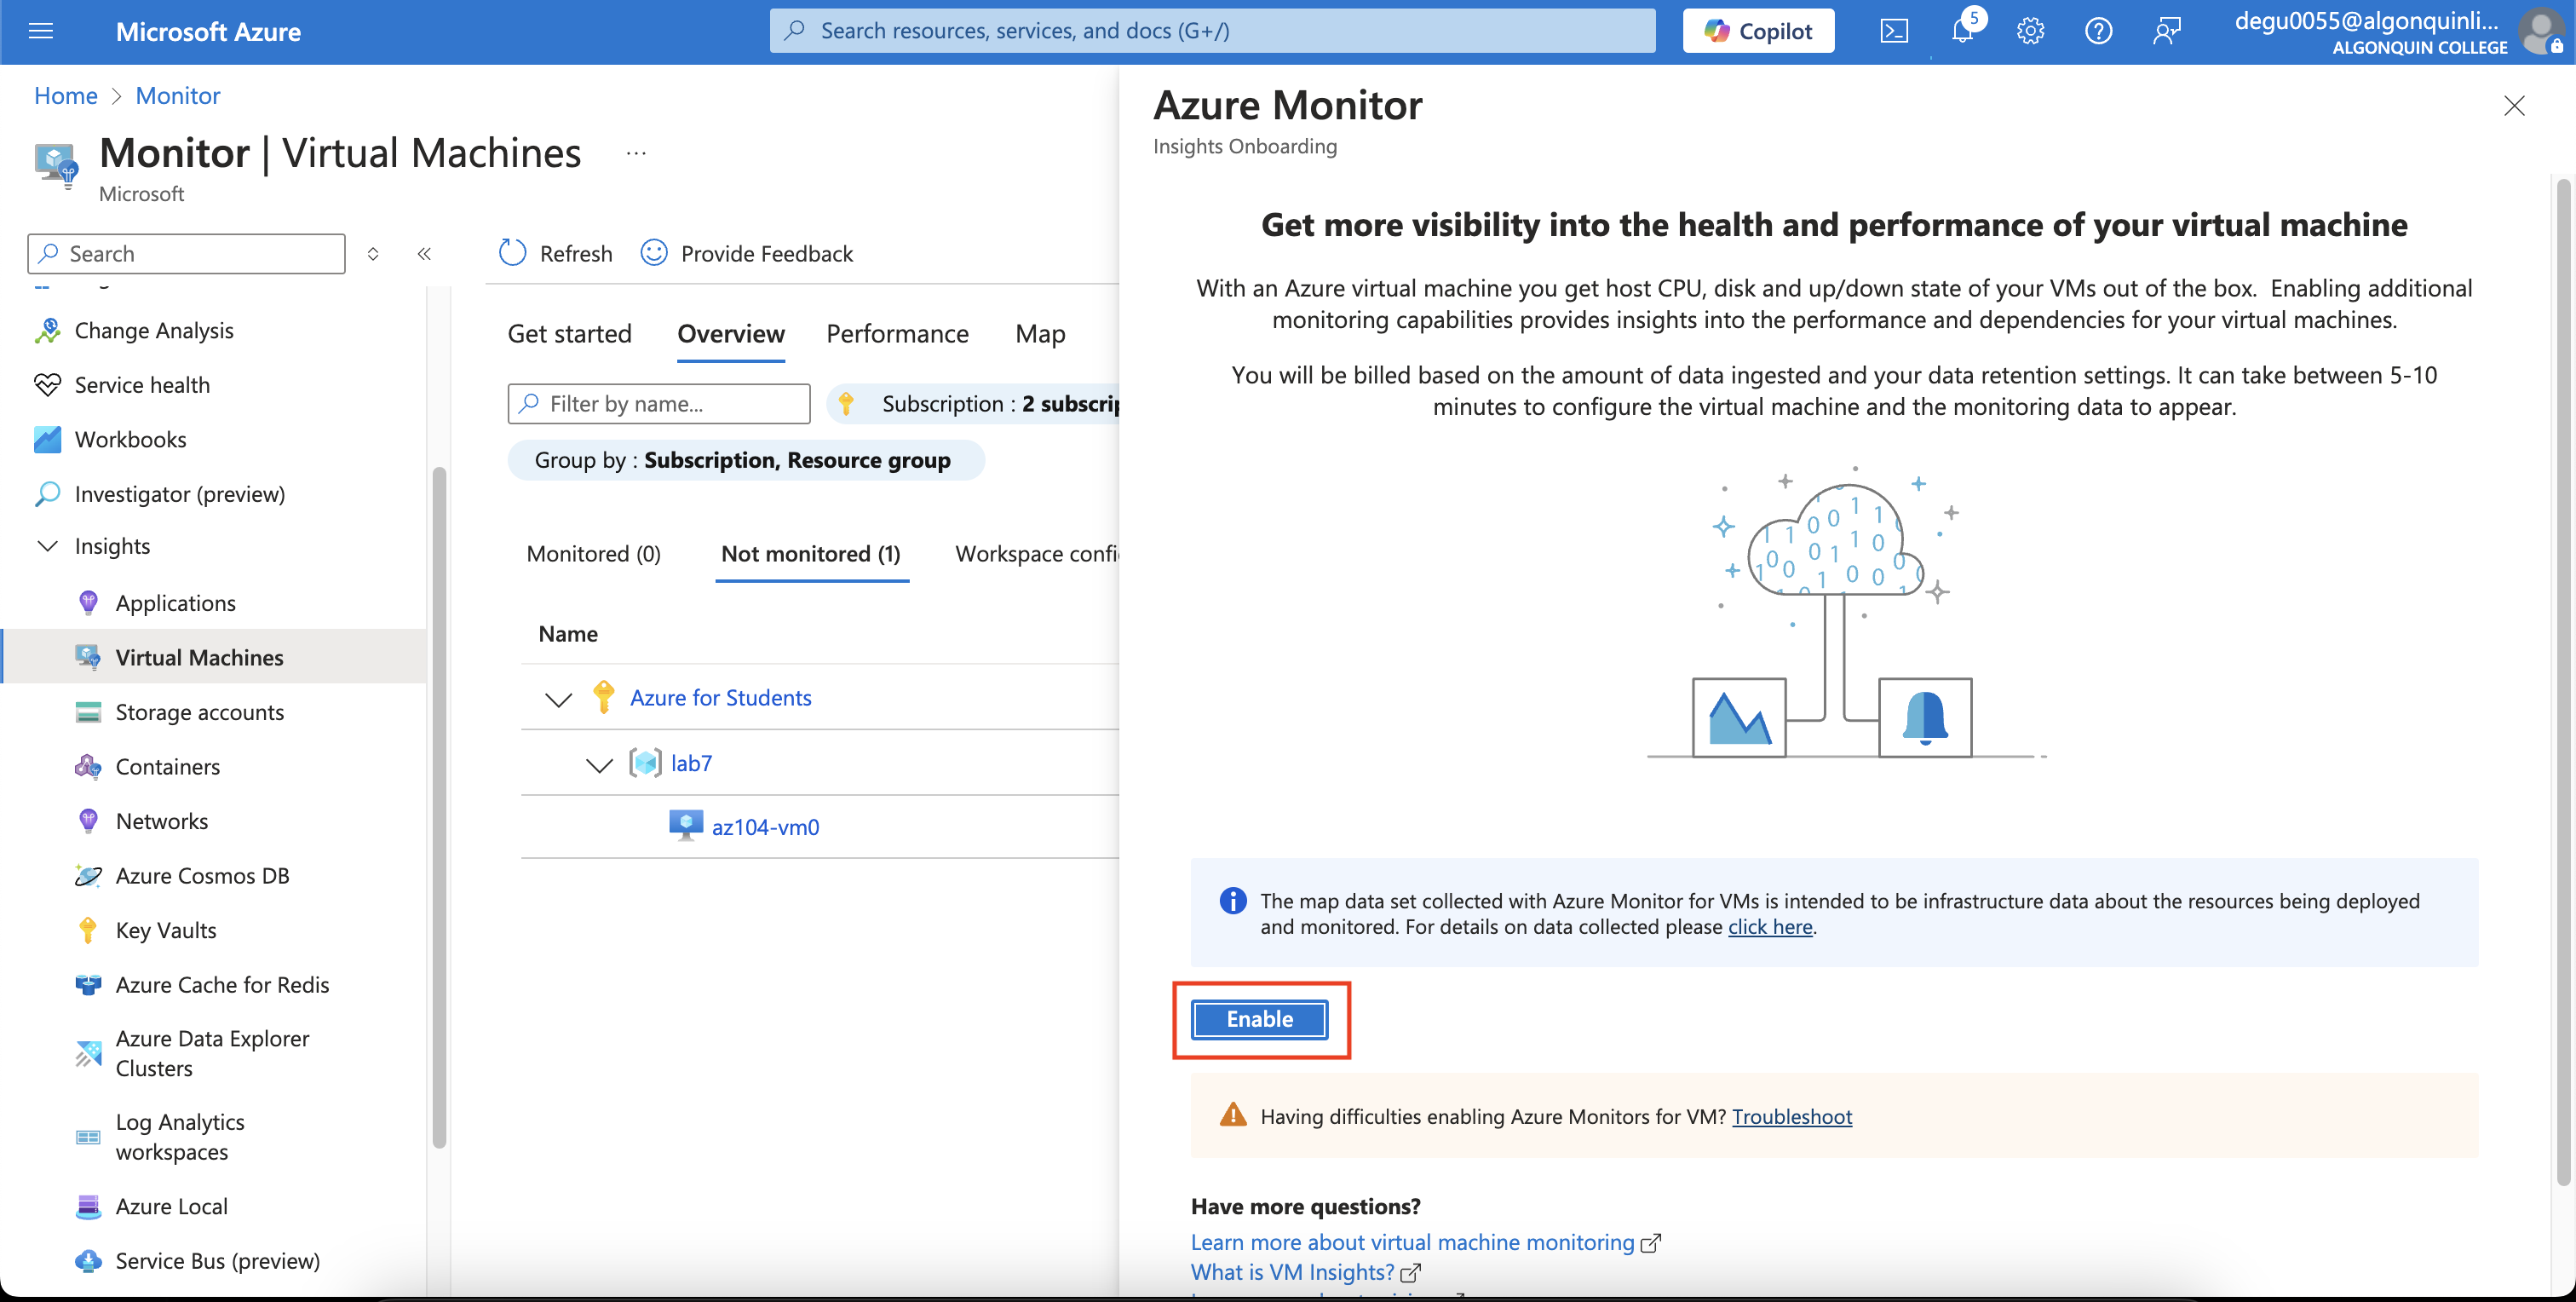 Microsoft Azure
Search resources, services, and docs (G+/)
Copilot
5
degu0055@algonquinli...
ALGONQUIN COLLEGE
Home > Monitor
Monitor | Virtual Machines
...
Microsoft
Search
Refresh
Provide Feedback
Change Analysis
Service health
Workbooks
Investigator (preview)
Insights
Applications
Virtual Machines
Storage accounts
Containers
Networks
Azure Cosmos DB
Key Vaults
Azure Cache for Redis
Azure Data Explorer
Clusters
Log Analytics
workspaces
Azure Local
Service Bus (preview)
Get started
Overview
Performance
Map
Filter by name...
Subscription : 2 subscrip
Group by : Subscription, Resource group
Monitored (0)
Not monitored (1)
Workspace confi
Name
Azure for Students
lab7
az104-vm0
Azure Monitor
Insights Onboarding
Get more visibility into the health and performance of your virtual machine
With an Azure virtual machine you get host CPU, disk and up/down state of your VMs out of the box. Enabling additional
monitoring capabilities provides insights into the performance and dependencies for your virtual machines.
You will be billed based on the amount of data ingested and your data retention settings. It can take between 5-10
minutes to configure the virtual machine and the monitoring data to appear.
The map data set collected with Azure Monitor for VMs is intended to be infrastructure data about the resources being deployed
and monitored. For details on data collected please click here.
Enable
Having difficulties enabling Azure Monitors for VM? Troubleshoot
Have more questions?
Learn more about virtual machine monitoring
What is VM Insights?